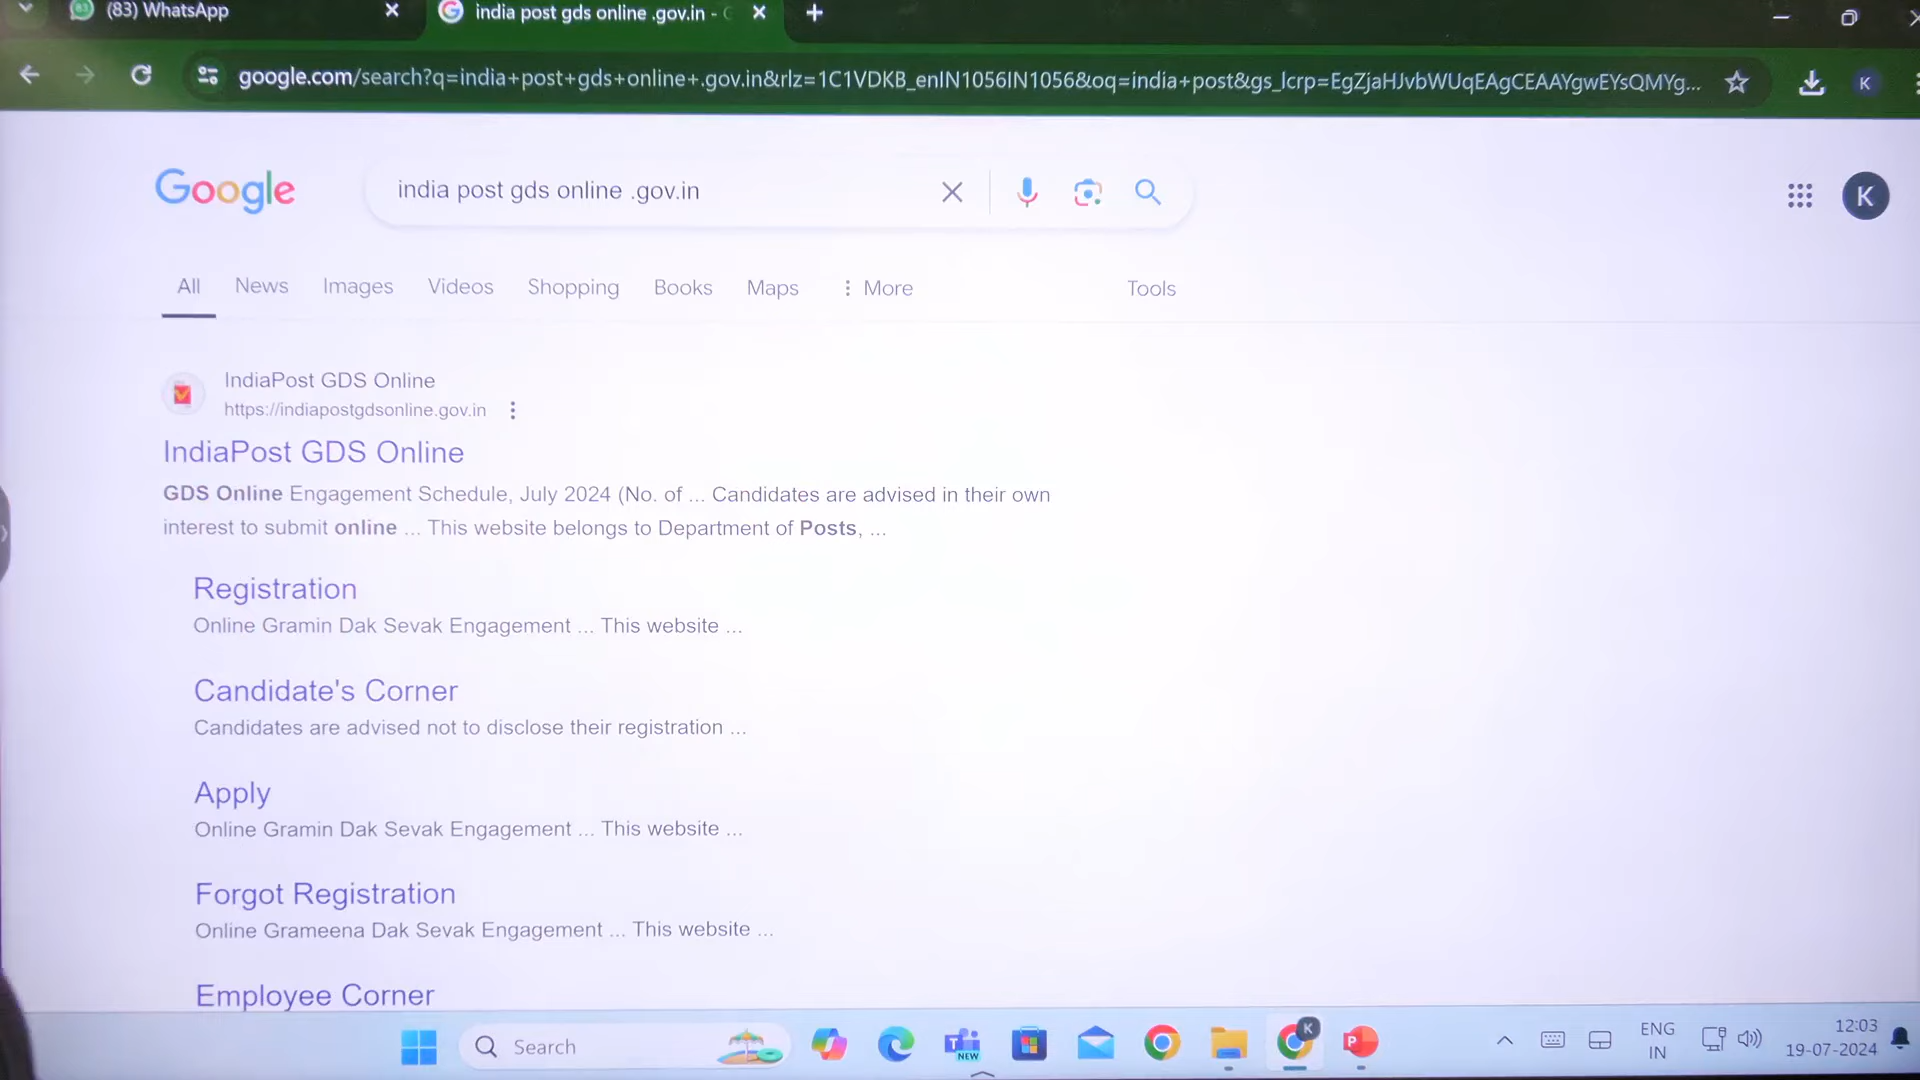 (83) WhatsApp
india post gds online .gov.in -
google.com/search?q=india+post+gds+online+.gov.in&rlz=1C1VDKB_enIN1056IN1056&oq=india+post&gs_lcrp=EgZjaHJvbWUqEAgCEAAYgwEYsQMYg...
K
Google
india post gds online .gov.in
K
All
News
Images
Videos
Shopping
Books
Maps
More
Tools
IndiaPost GDS Online
https://indiapostgdsonline.gov.in
IndiaPost GDS Online
GDS Online Engagement Schedule, July 2024 (No. of ... Candidates are advised in their own
interest to submit online ... This website belongs to Department of Posts, ...
Registration
Online Gramin Dak Sevak Engagement ... This website ...
Candidate's Corner
Candidates are advised not to disclose their registration ...
Apply
Online Gramin Dak Sevak Engagement ... This website ...
Forgot Registration
Online Grameena Dak Sevak Engagement ... This website ...
Employee Corner
Search
NEW
K
P
ENG
IN
12:03
19-07-2024